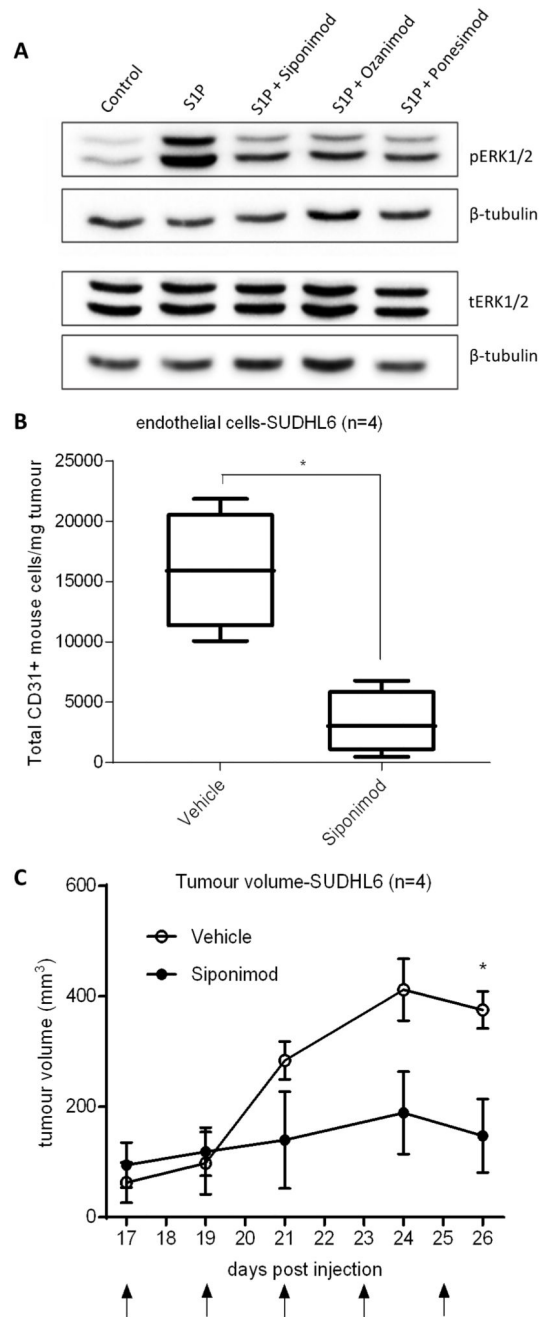 A
Control
S1P
S1P + Siponimod
S1P + Ozanimod
S1P + Ponesimod
pERK1/2
β-tubulin
tERK1/2
β-tubulin
B
endothelial cells-SUDHL6 (n=4)
Total CD31+ mouse cells/mg tumour
25000
20000
15000
10000
5000
0
*
Vehicle
Siponimod
C
Tumour volume-SUDHL6 (n=4)
tumour volume (mm³)
600
400
200
0
Vehicle
Siponimod
*
17 18 19 20 21 22 23 24 25 26
days post injection